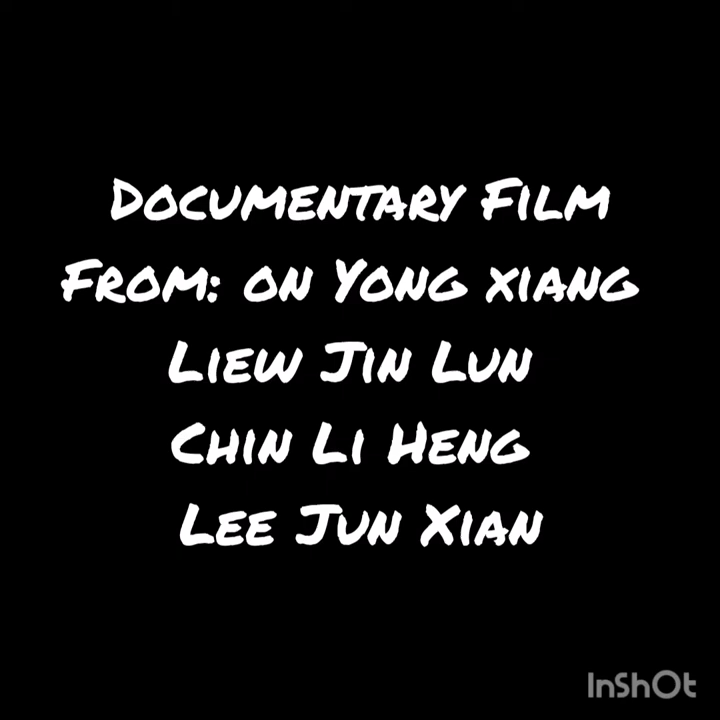 Documentary Film
From: on Yong xiang
Liew Jin Lun
Chin Li Heng
Lee Jun Xian
InShOt